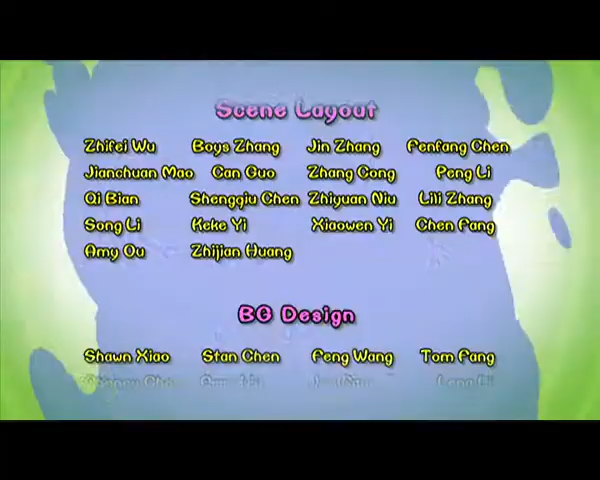 Scene Layout
Zhifei Wu Boys Zhang Jin Zhang Fenfang Chen
Jianchuan Mao Can Guo Zhang Cong Peng Li
Qi Bian Shengqiu Chen Zhiyuan Niu Lili Zhang
Song Li Keke Yi Xiaowen Yi Chen Fang
Amy Ou Zhijian Huang
BG Design
Shawn Xiao Stan Chen Feng Wang Tom Fang